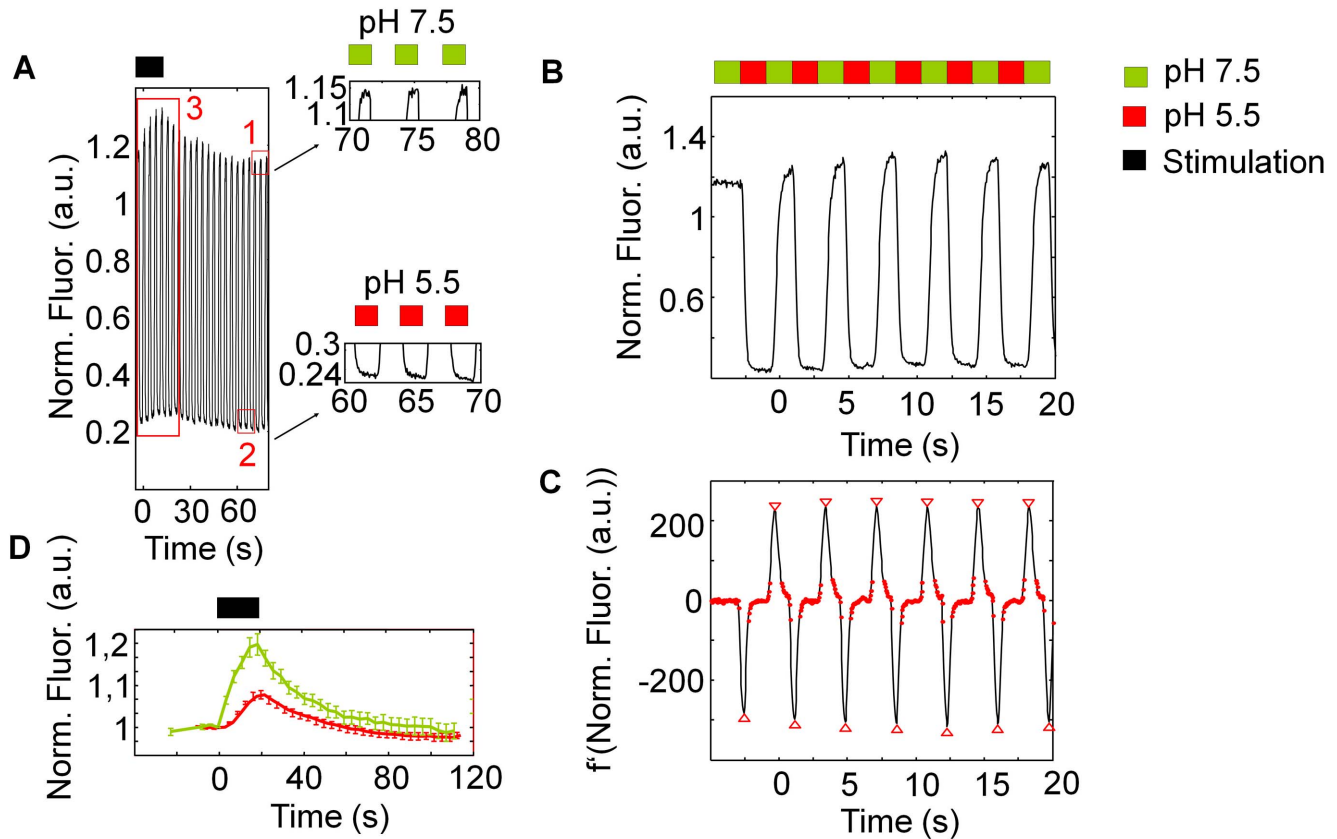 A
pH 7.5
1.15
1.1
70 75 80
3
1
1.2
1
0.8
0.6
0.4
0.2
2
Norm. Fluor. (a.u.)
0 30 60
Time (s)
pH 5.5
0.3
0.24
60 65 70
B
1.4
1
0.6
Norm. Fluor. (a.u.)
0 5 10 15 20
Time (s)
pH 7.5
pH 5.5
Stimulation
C
200
0
-200
f‘(Norm. Fluor. (a.u.))
0 5 10 15 20
Time (s)
D
1,2
1,1
1
Norm. Fluor. (a.u.)
0 40 80 120
Time (s)